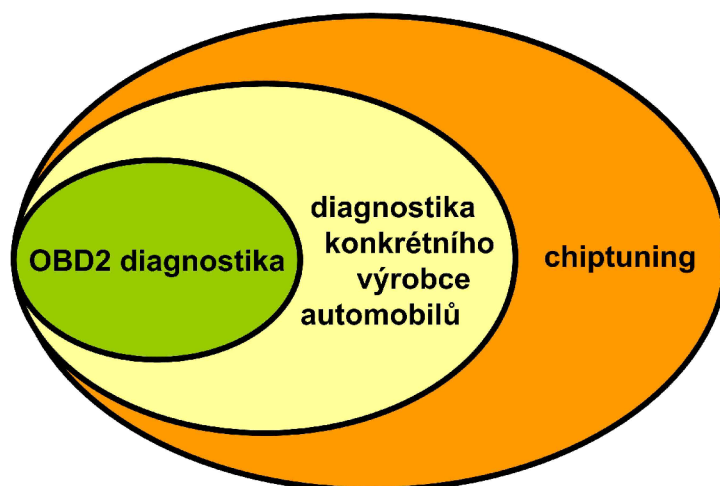 OBD2 diagnostika
diagnostika
konkrétního
výrobce
automobilů
chiptuning